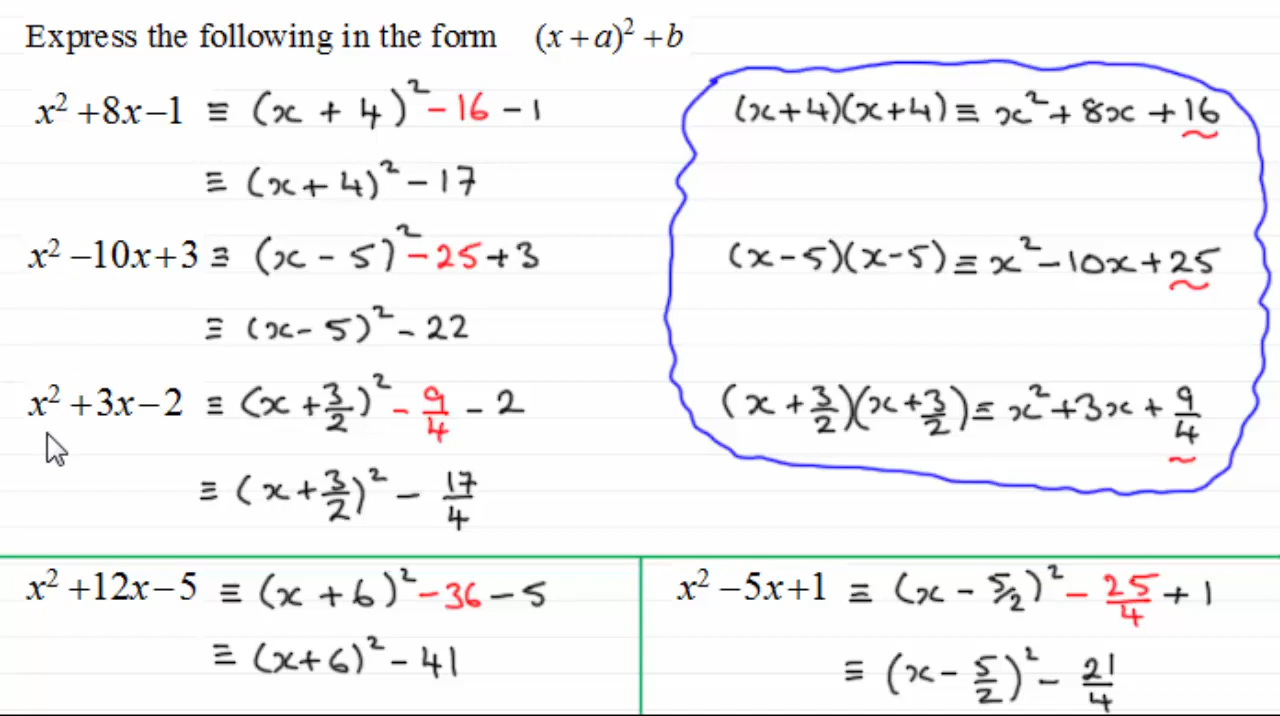 Express the following in the form (x + a)² + b
x² + 8x − 1 ≡ (x + 4)² − 16 − 1
≡ (x + 4)² − 17
x² − 10x + 3 ≡ (x − 5)² − 25 + 3
≡ (x − 5)² − 22
x² + 3x − 2 ≡ (x + 3/2)² − 9/4 − 2
≡ (x + 3/2)² − 17/4
(x + 4)(x + 4) ≡ x² + 8x + 16
(x − 5)(x − 5) ≡ x² − 10x + 25
(x + 3/2)(x + 3/2) ≡ x² + 3x + 9/4
x² + 12x − 5 ≡ (x + 6)² − 36 − 5
≡ (x + 6)² − 41
x² − 5x + 1 ≡ (x − 5/2)² − 25/4 + 1
≡ (x − 5/2)² − 21/4